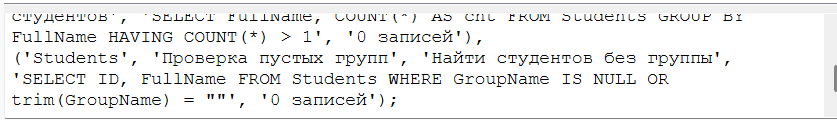 студентов', 'SELECT FullName, COUNT(*) AS cnt FROM Students GROUP BY
FullName HAVING COUNT(*) > 1', '0 записей'),
('Students', 'Проверка пустых групп', 'Найти студентов без группы',
'SELECT ID, FullName FROM Students WHERE GroupName IS NULL OR
trim(GroupName) = ""', '0 записей');